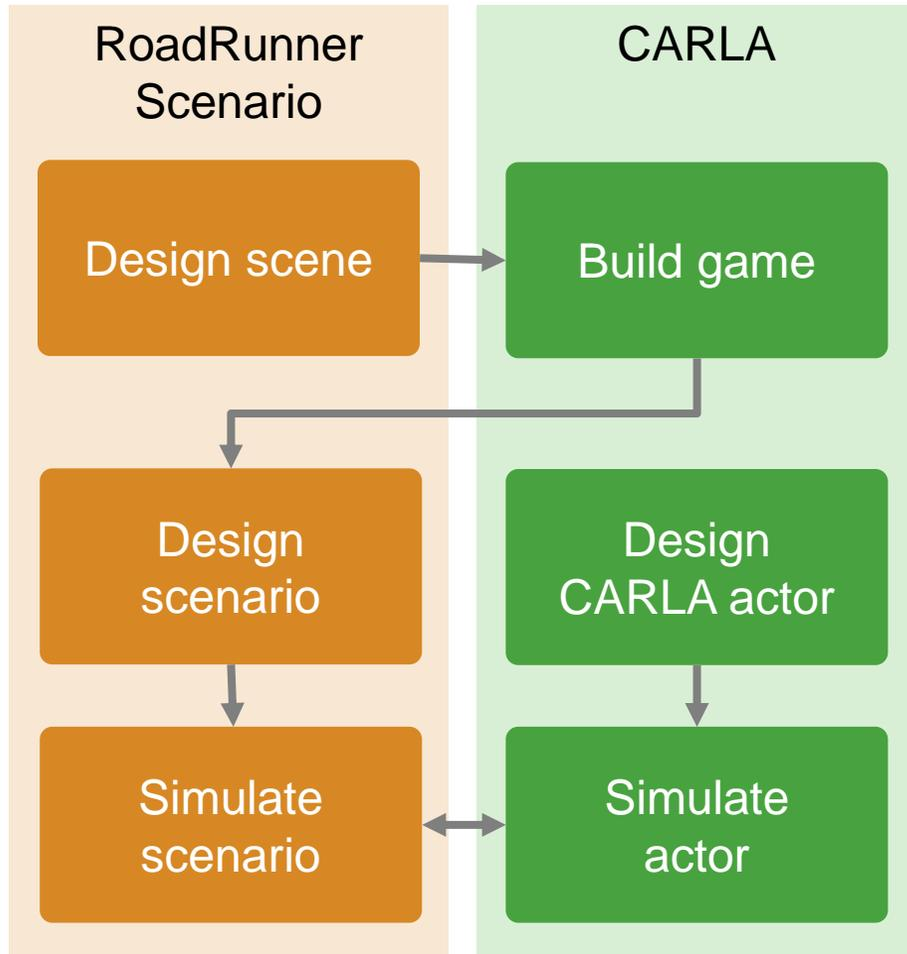 RoadRunner
Scenario
CARLA
Design scene
Build game
Design
scenario
Design
CARLA actor
Simulate
scenario
Simulate
actor